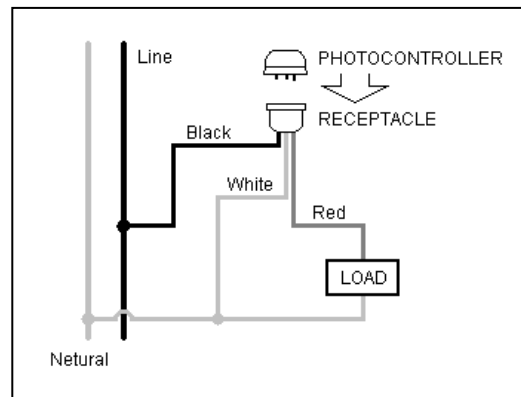 Line
PHOTOCONTROLLER
RECEPTACLE
Black
White
Red
LOAD
Netural